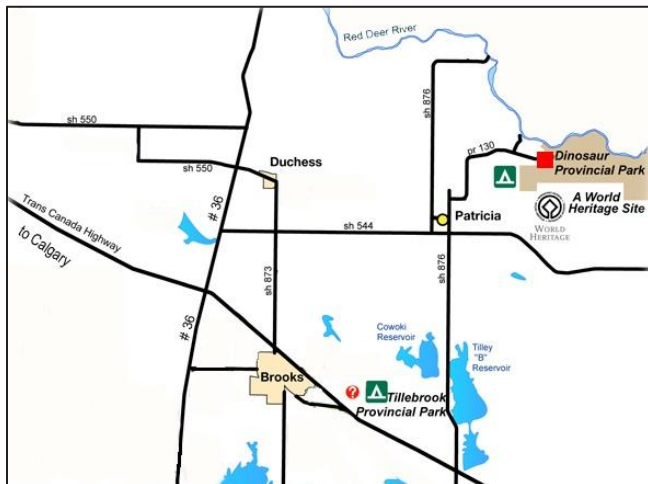 Red Deer River
sh 550
sh 876
pr 130
Dinosaur
Provincial Park
sh 550
Duchess
A World
Heritage Site
WORLD
HERITAGE
Patricia
Trans Canada Highway
to Calgary
# 36
sh 544
sh 873
sh 876
# 36
Cowoki
Reservoir
Tilley
"B"
Reservoir
Brooks
?
Tillebrook
Provincial Park